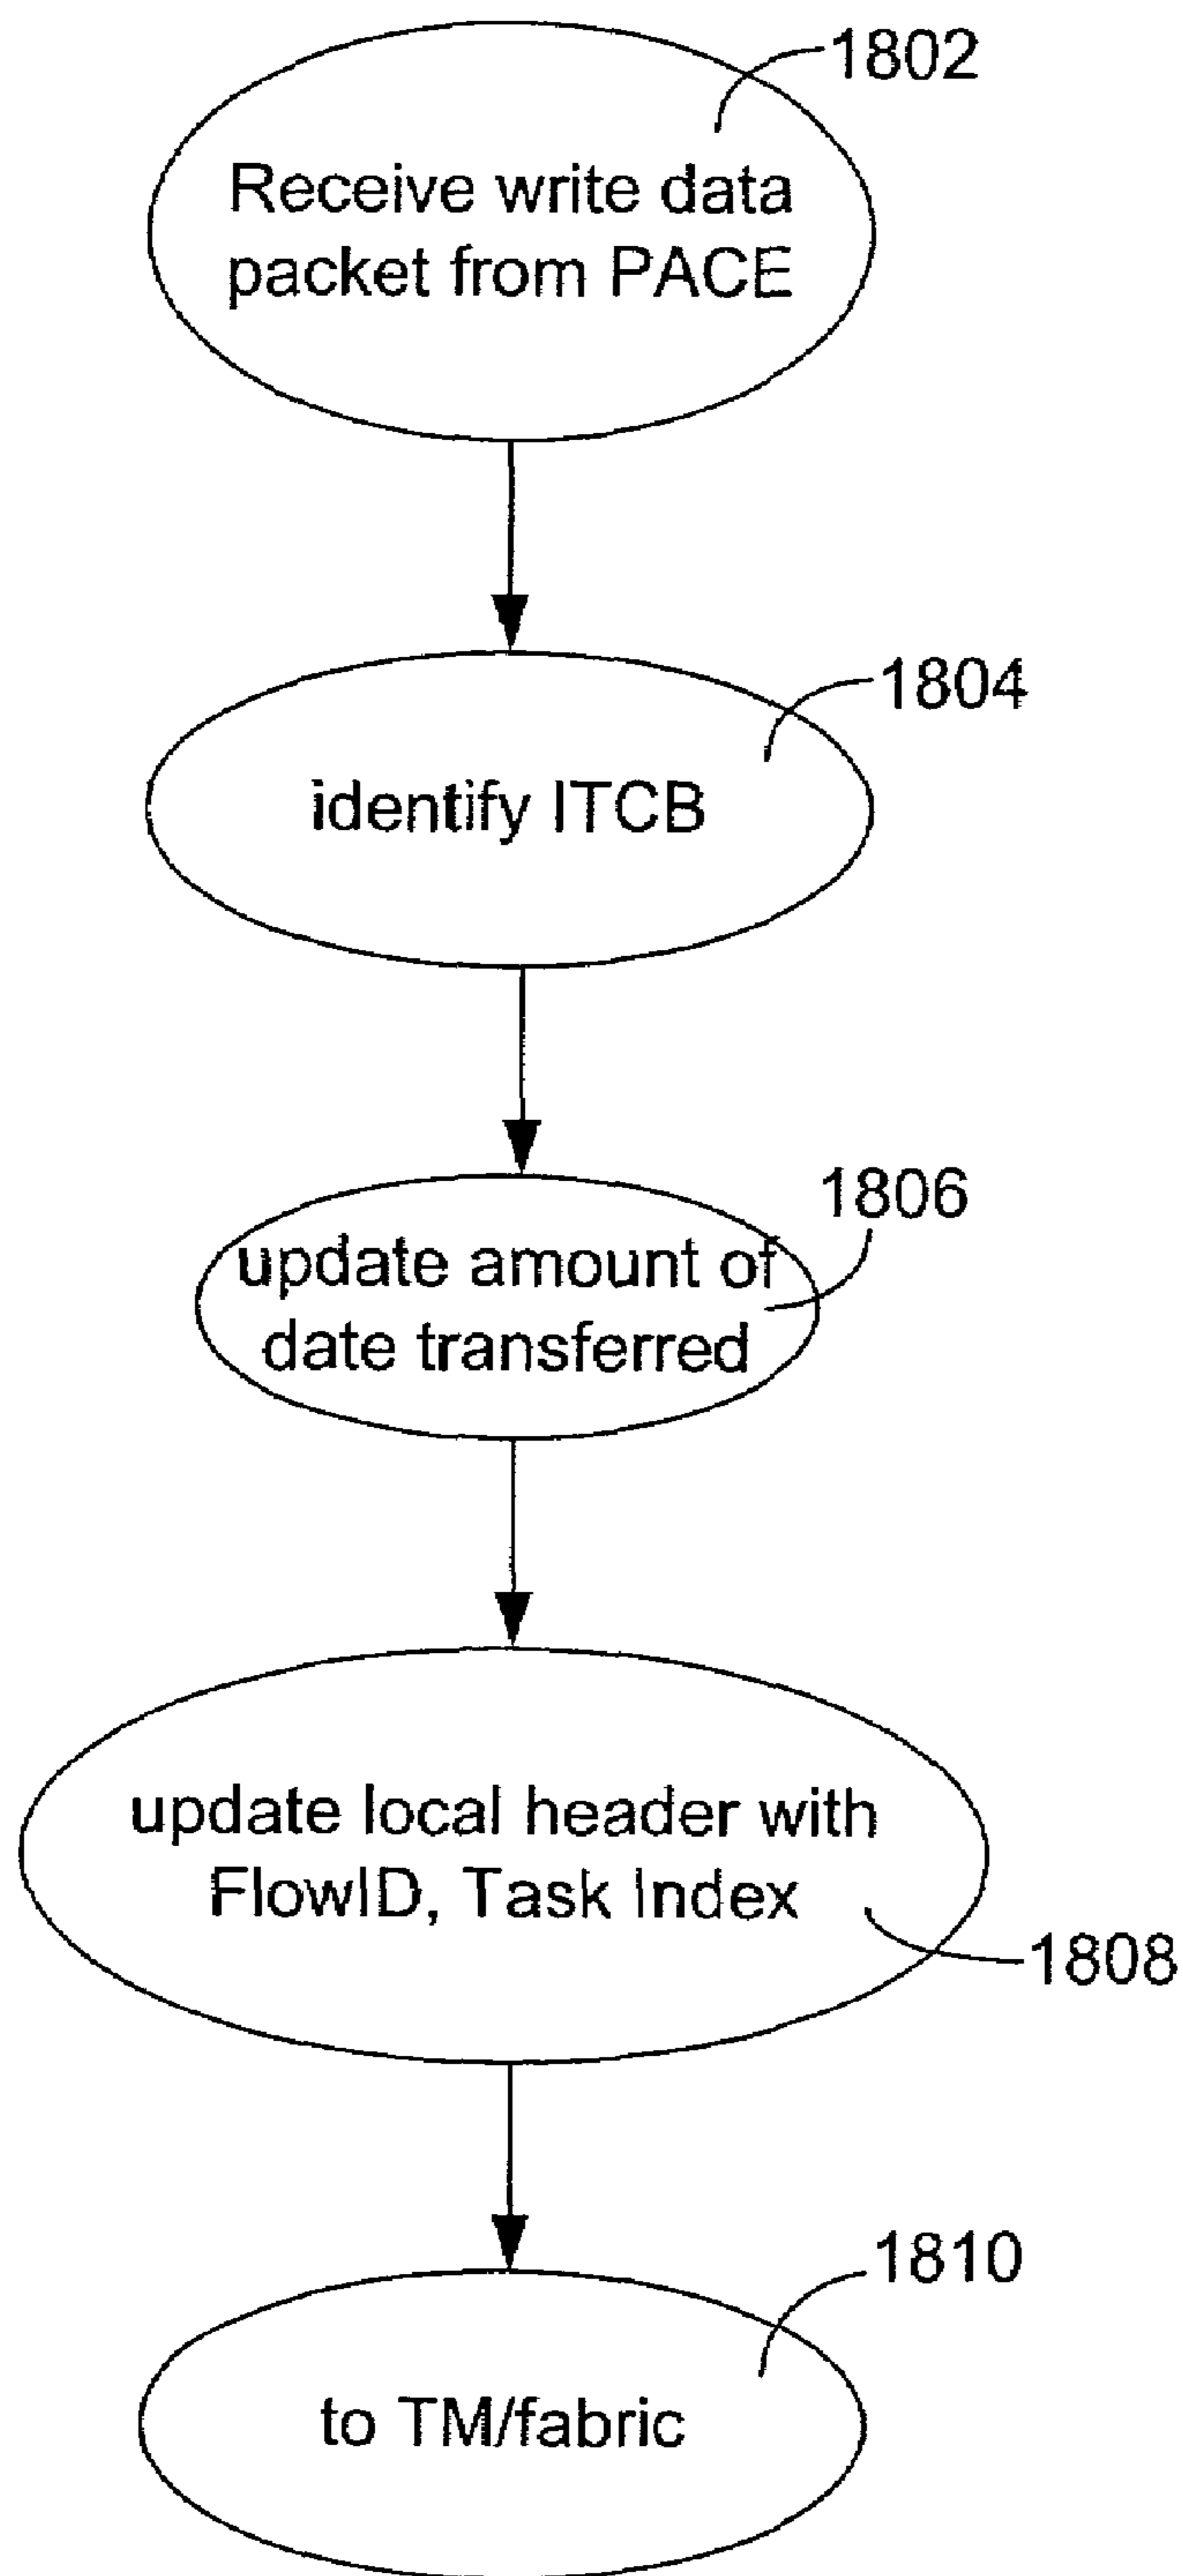 1802
Receive write data
packet from PACE
1804
identify ITCB
1806
update amount of
date transferred
update local header with
FlowID, Task Index
1808
1810
to TM/fabric